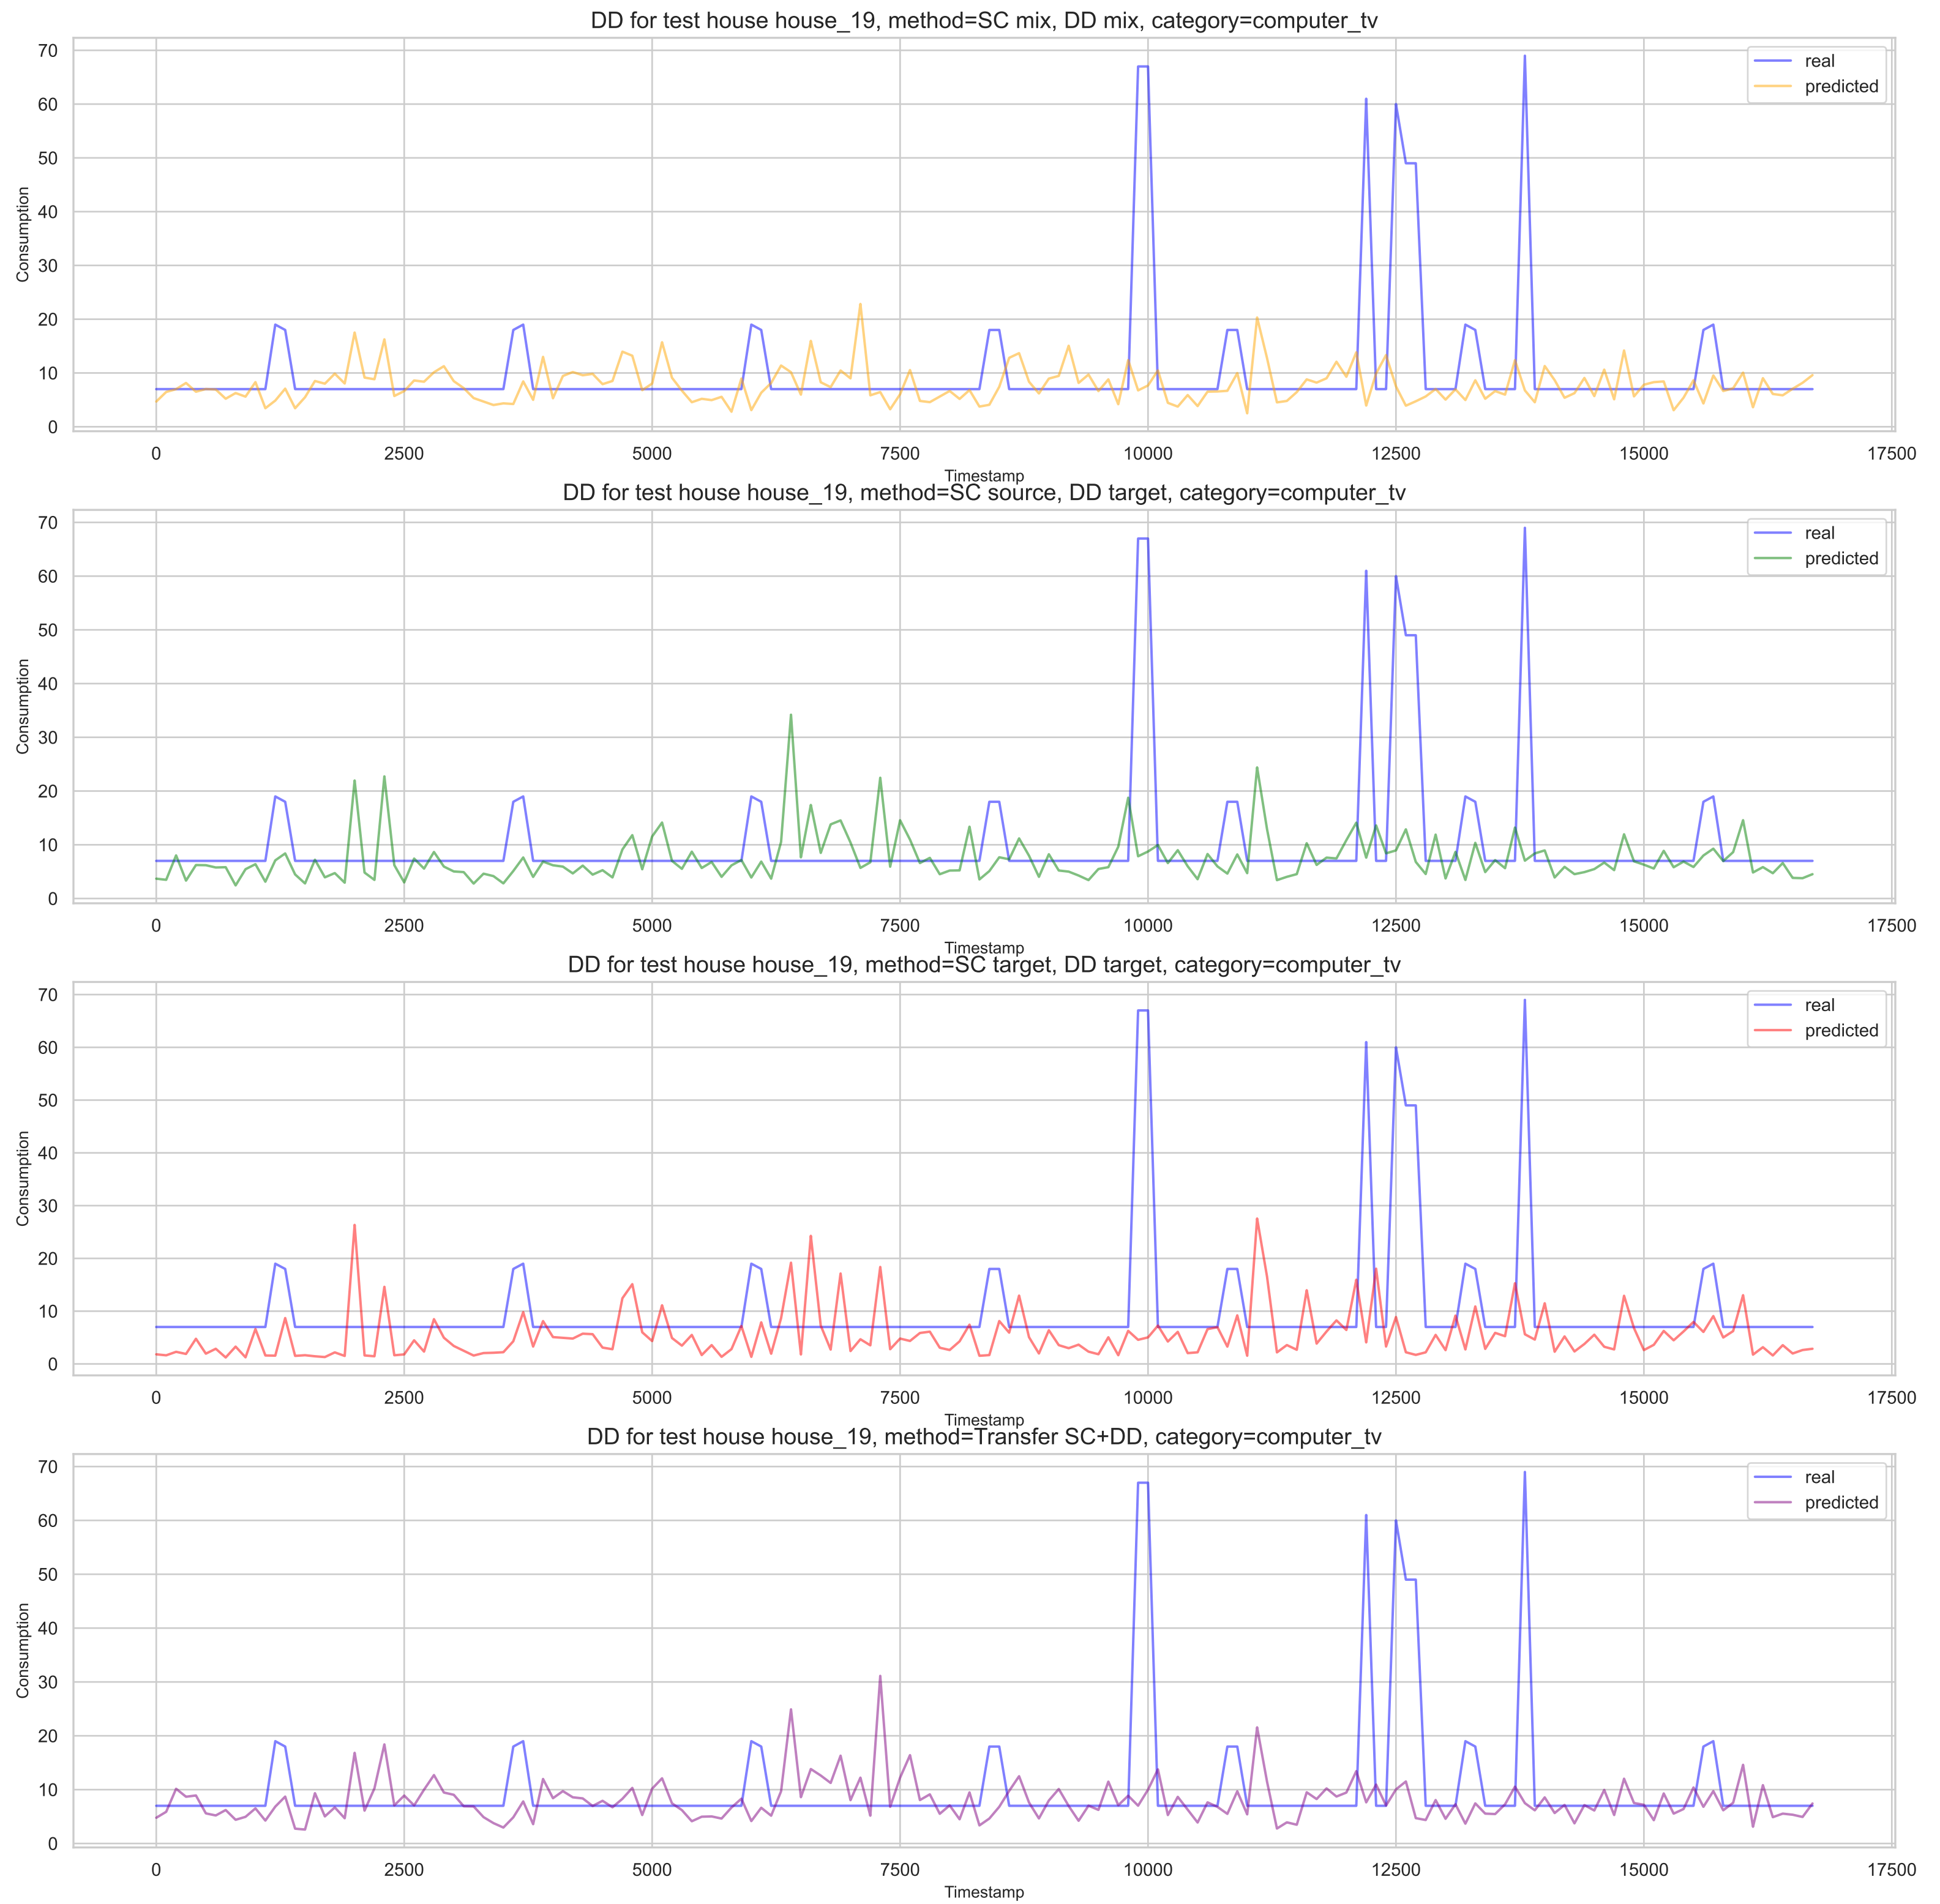 DD for test house house_19, method=SC mix, DD mix, category=computer_tv
70
60
50
40
30
20
10
0
Consumption
real
predicted
0 2500 5000 7500 10000 12500 15000 17500
Timestamp
DD for test house house_19, method=SC source, DD target, category=computer_tv
70
60
50
40
30
20
10
0
Consumption
real
predicted
0 2500 5000 7500 10000 12500 15000 17500
Timestamp
DD for test house house_19, method=SC target, DD target, category=computer_tv
70
60
50
40
30
20
10
0
Consumption
real
predicted
0 2500 5000 7500 10000 12500 15000 17500
Timestamp
DD for test house house_19, method=Transfer SC+DD, category=computer_tv
70
60
50
40
30
20
10
0
Consumption
real
predicted
0 2500 5000 7500 10000 12500 15000 17500
Timestamp